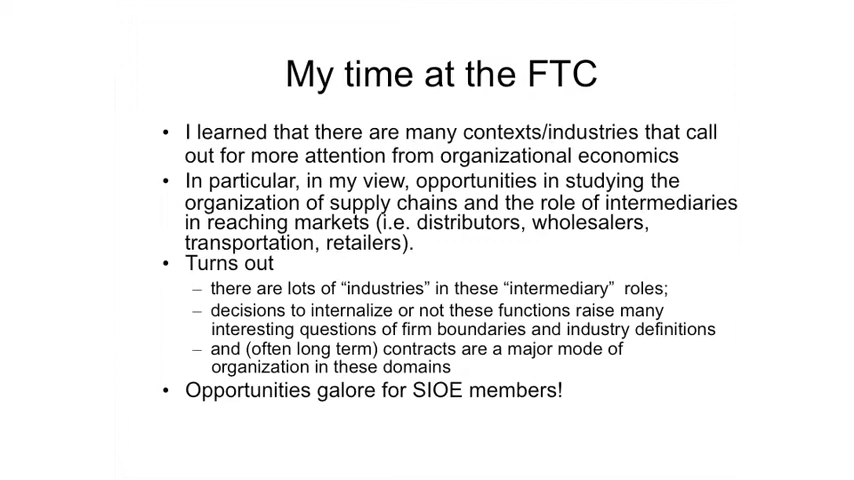 My time at the FTC
• I learned that there are many contexts/industries that call
out for more attention from organizational economics
• In particular, in my view, opportunities in studying the
organization of supply chains and the role of intermediaries
in reaching markets (i.e. distributors, wholesalers,
transportation, retailers).
• Turns out
– there are lots of “industries” in these “intermediary” roles;
– decisions to internalize or not these functions raise many
interesting questions of firm boundaries and industry definitions
– and (often long term) contracts are a major mode of
organization in these domains
• Opportunities galore for SIOE members!